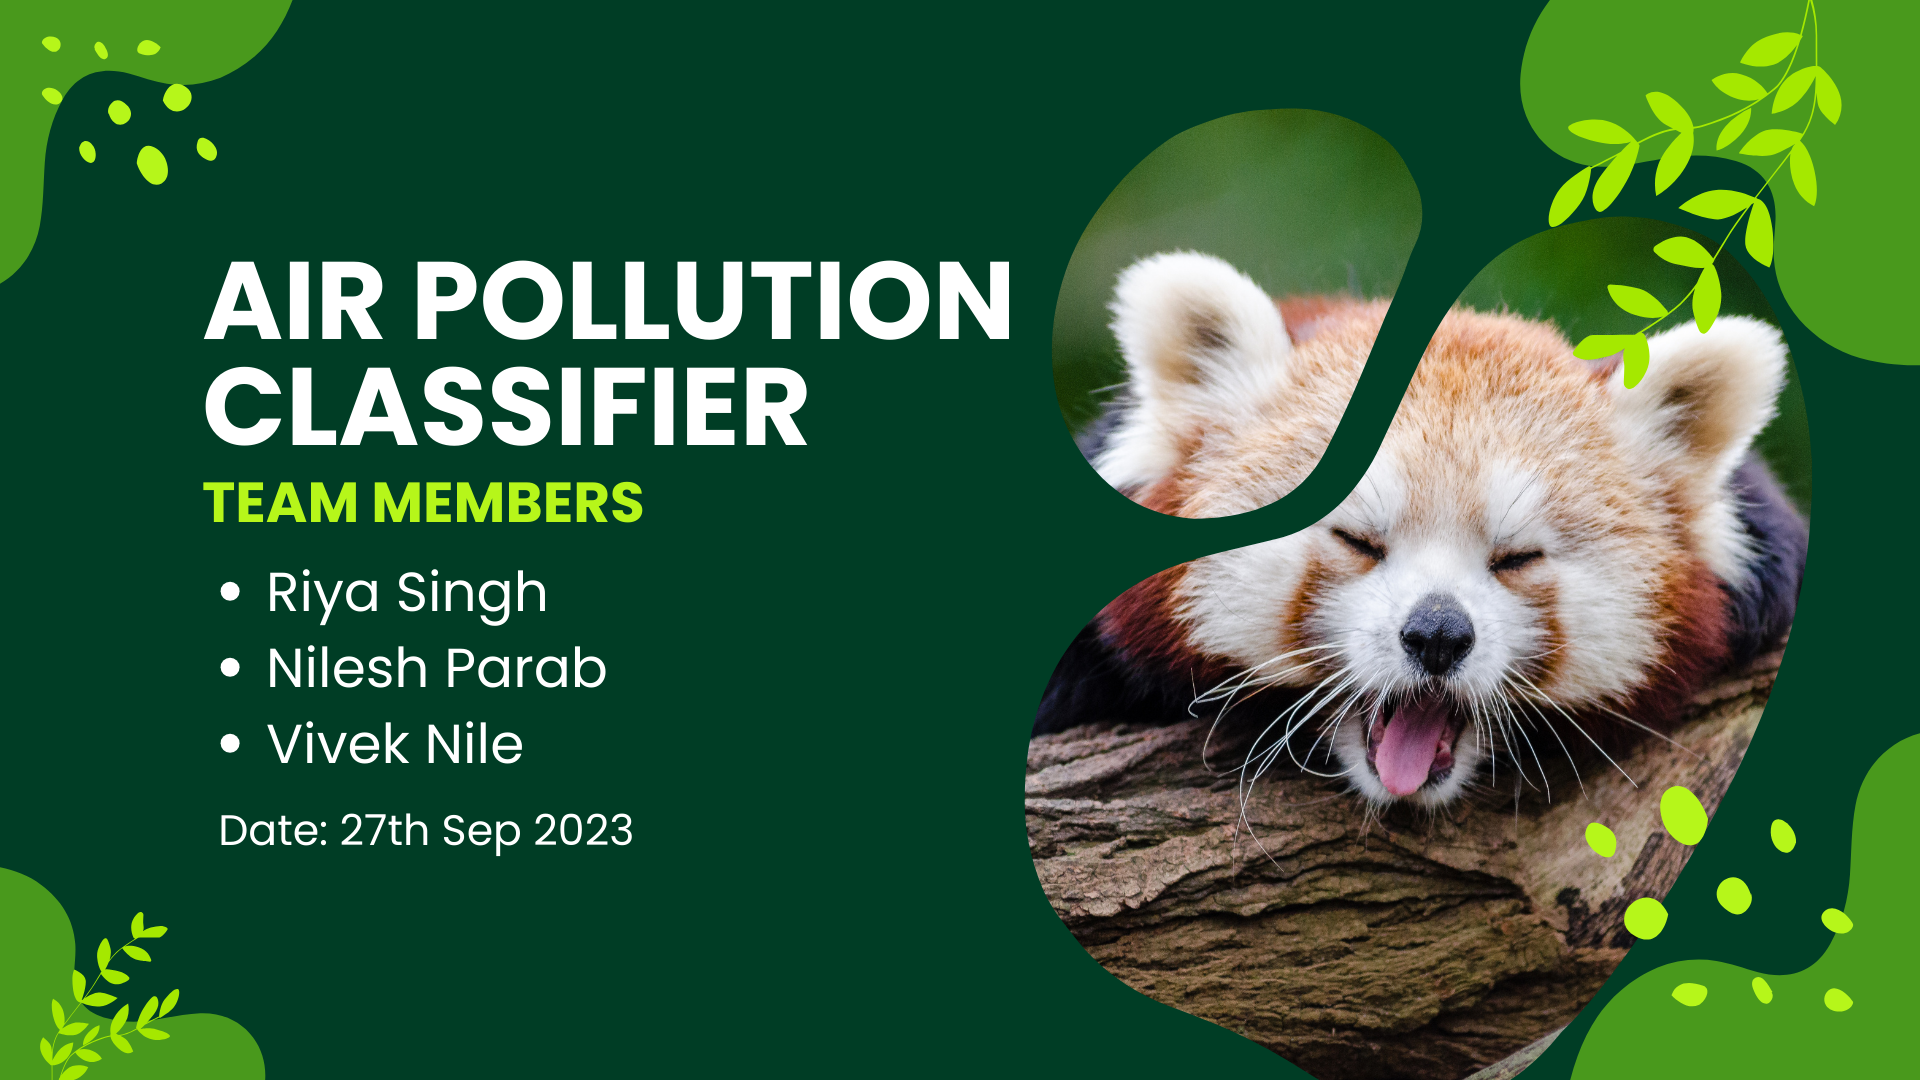 AIR POLLUTION
CLASSIFIER
TEAM MEMBERS
• Riya Singh
• Nilesh Parab
• Vivek Nile
Date: 27th Sep 2023